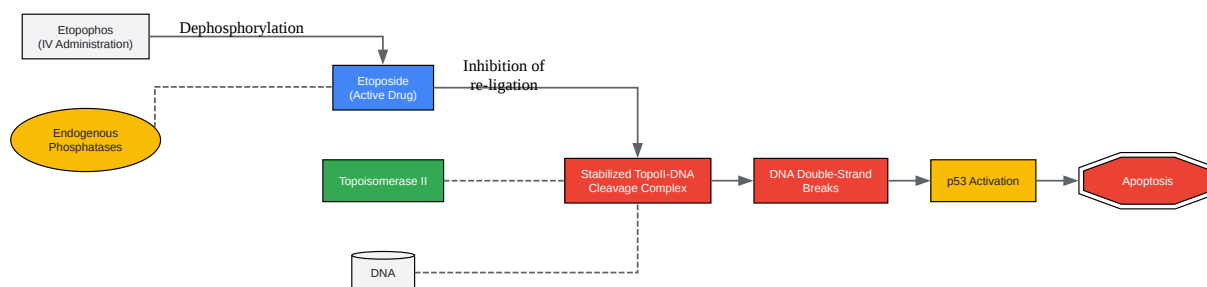 Etopophos
(IV Administration)
Dephosphorylation
Etoposide
(Active Drug)
Inhibition of
re-ligation
Endogenous
Phosphatases
Topoisomerase II
Stabilized TopoII-DNA
Cleavage Complex
DNA Double-Strand
Breaks
p53 Activation
Apoptosis
DNA